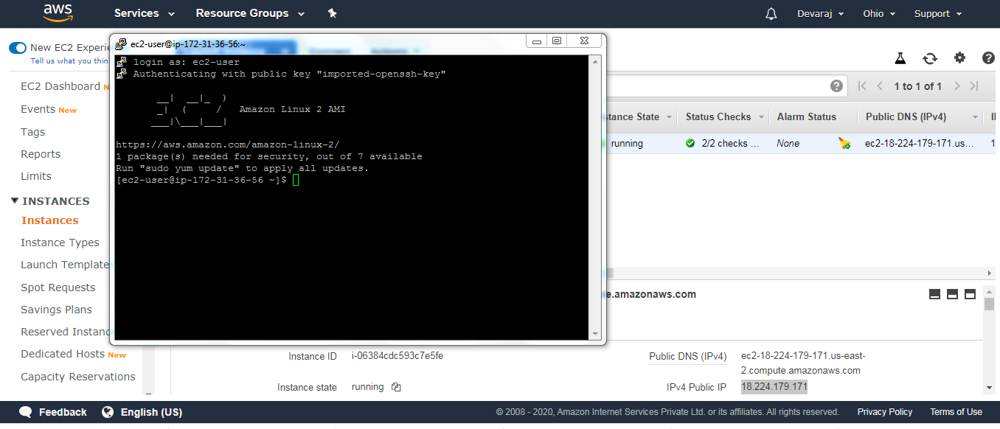 aws Services Resource Groups Devaraj Ohio Support
New EC2 Experie
Tell us what you thin
EC2 Dashboard
Events New
Tags
Reports
Limits
INSTANCES
Instances
Instance Types
Launch Template
Spot Requests
Savings Plans
Reserved Instanc
Dedicated Hosts New
Capacity Reservations
ec2-user@ip-172-31-36-56:~
login as: ec2-user
Authenticating with public key "imported-openssh-key"
__| __|_ )
_| ( / Amazon Linux 2 AMI
___|\___|___|
https://aws.amazon.com/amazon-linux-2/
1 package(s) needed for security, out of 7 available
Run "sudo yum update" to apply all updates.
[ec2-user@ip-172-31-36-56 ~]$
1 to 1 of 1
stance State Status Checks Alarm Status Public DNS (IPv4)
running 2/2 checks ... None ec2-18-224-179-171.us... 1
e.amazonaws.com
Instance ID i-06384cdc593c7e5fe Public DNS (IPv4) ec2-18-224-179-171.us-east-
2.compute.amazonaws.com
Instance state running IPv4 Public IP 18.224.179.171
Feedback English (US) © 2008 - 2020, Amazon Internet Services Private Ltd. or its affiliates. All rights reserved. Privacy Policy Terms of Use